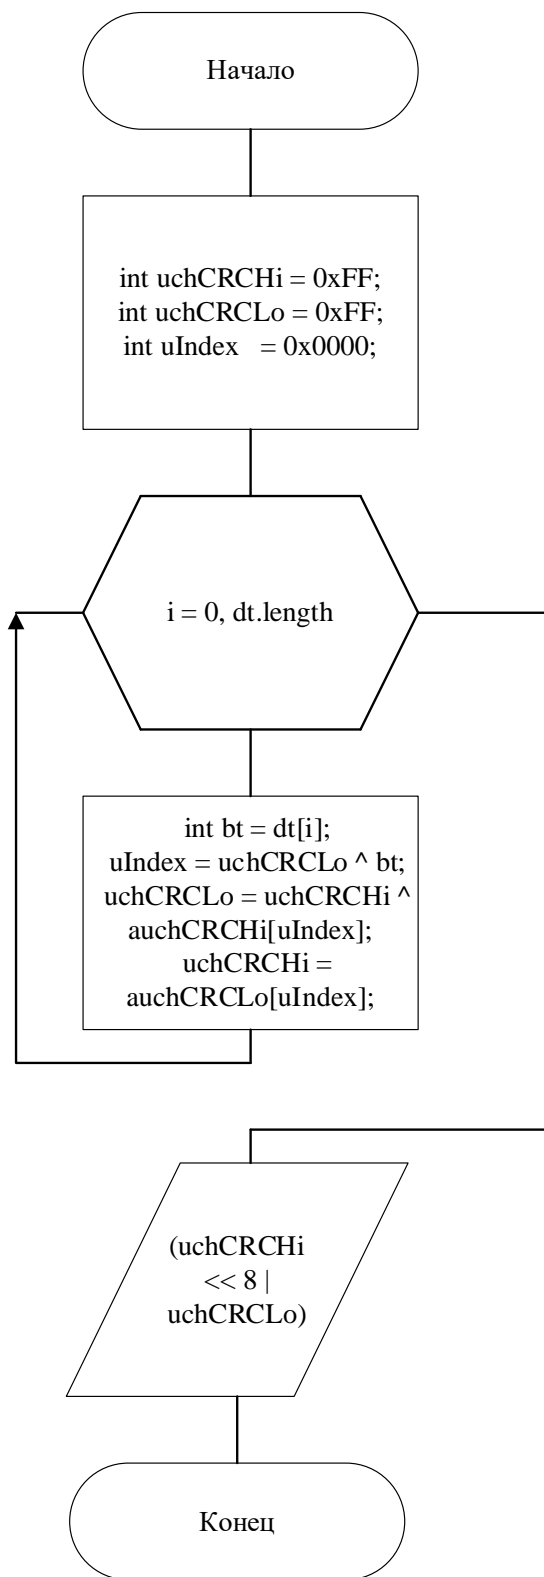 Начало
int uchCRCHi = 0xFF;
int uchCRCLo = 0xFF;
int uIndex   = 0x0000;
i = 0, dt.length
int bt = dt[i];
uIndex = uchCRCLo ^ bt;
uchCRCLo = uchCRCHi ^
auchCRCHi[uIndex];
uchCRCHi =
auchCRCLo[uIndex];
(uchCRCHi
<< 8 |
uchCRCLo)
Конец